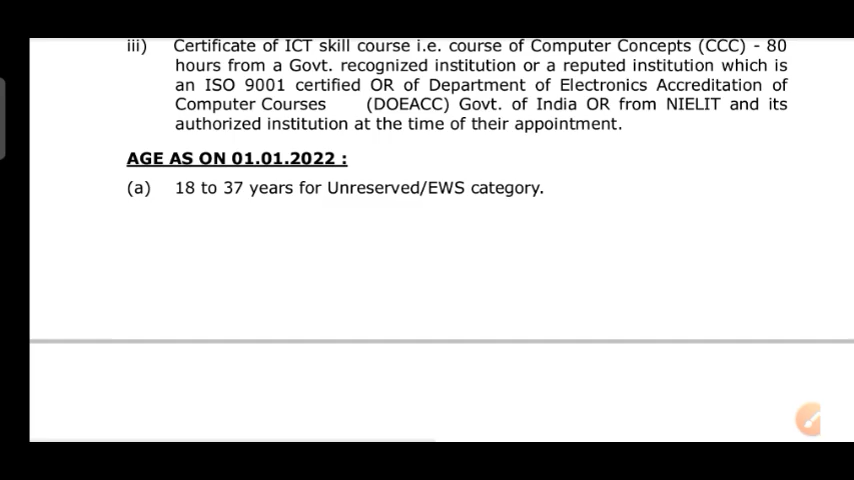 iii) Certificate of ICT skill course i.e. course of Computer Concepts (CCC) - 80
hours from a Govt. recognized institution or a reputed institution which is
an ISO 9001 certified OR of Department of Electronics Accreditation of
Computer Courses (DOEACC) Govt. of India OR from NIELIT and its
authorized institution at the time of their appointment.
AGE AS ON 01.01.2022 :
(a) 18 to 37 years for Unreserved/EWS category.